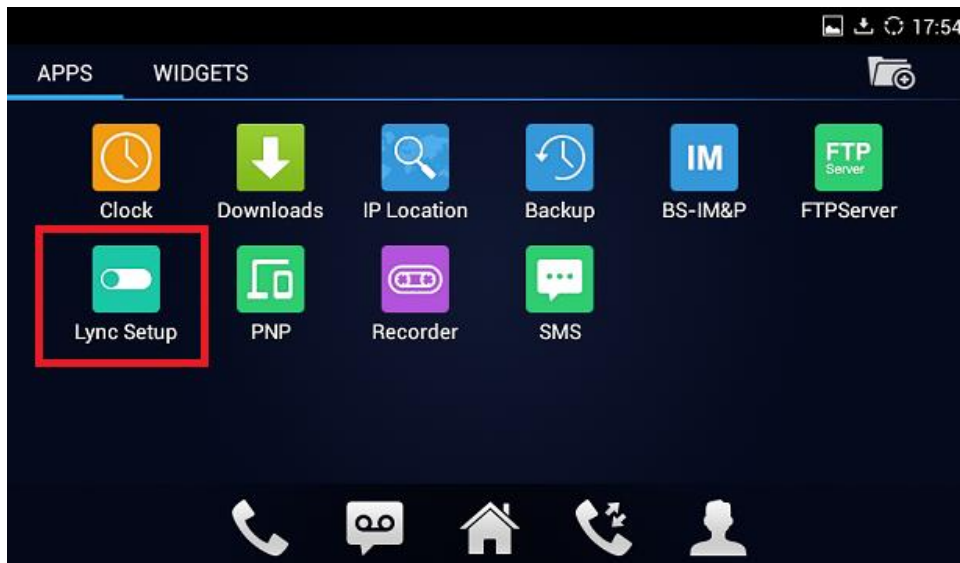 17:54
APPS WIDGETS
IM FTP
Server
Clock Downloads IP Location Backup BS-IM&P FTPServer
Lync Setup PNP Recorder SMS